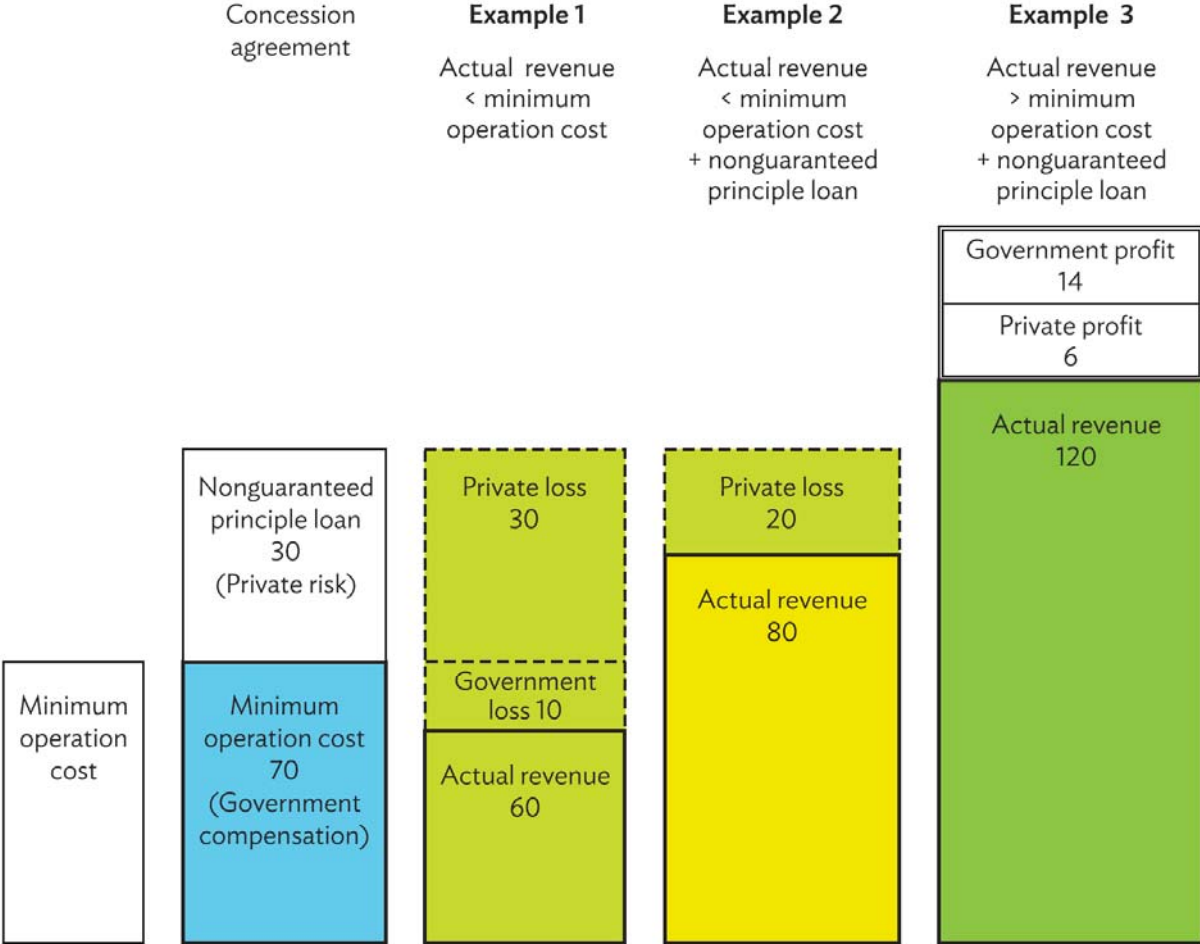 Concession
agreement
Example 1
Actual revenue
< minimum
operation cost
Example 2
Actual revenue
< minimum
operation cost
+ nonguaranteed
principle loan
Example 3
Actual revenue
> minimum
operation cost
+ nonguaranteed
principle loan
Minimum
operation
cost
Nonguaranteed
principle loan
30
(Private risk)
Minimum
operation cost
70
(Government
compensation)
Private loss
30
Government
loss 10
Actual revenue
60
Private loss
20
Actual revenue
80
Government profit
14
Private profit
6
Actual revenue
120